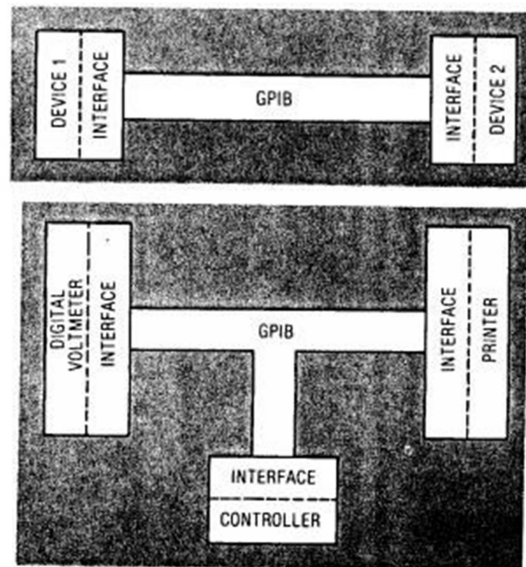 DEVICE 1
INTERFACE
GPIB
INTERFACE
DEVICE 2
DIGITAL
VOLTMETER
INTERFACE
GPIB
INTERFACE
PRINTER
INTERFACE
CONTROLLER